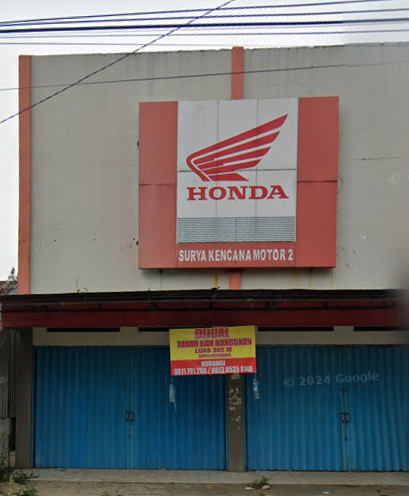 HONDA
SURYA KENCANA MOTOR 2
DIJUAL
TANAH DAN BANGUNAN
LUAS 305 M
HUBUNGI
© 2024 Google